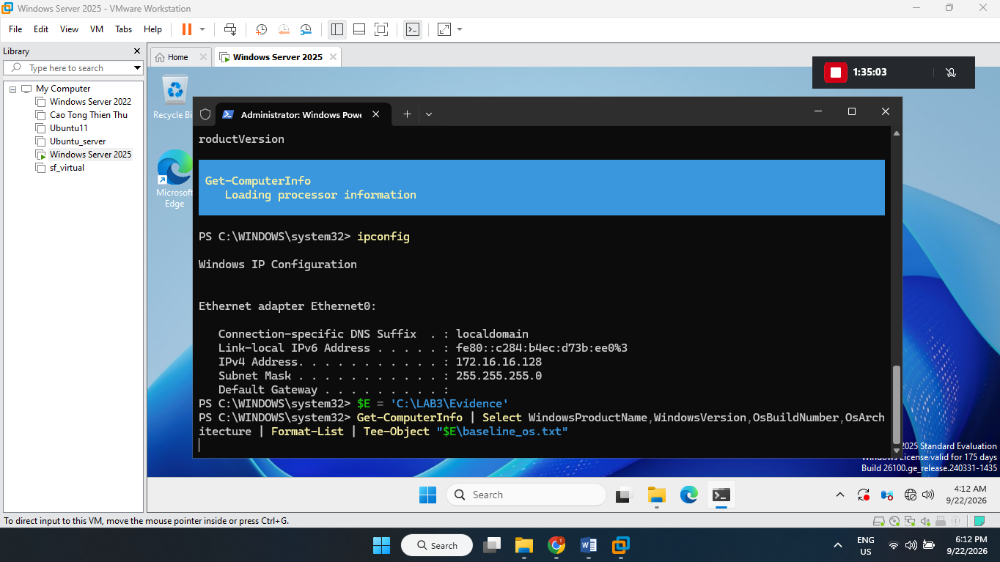 Windows Server 2025 - VMware Workstation
File Edit View VM Tabs Help
Library
Type here to search
My Computer
Windows Server 2022
Cao Tong Thien Thu
Ubuntu11
Ubuntu_server
Windows Server 2025
sf_virtual
Home
Windows Server 2025
1:35:03
Recycle Bi
Microsoft
Edge
Administrator: Windows Powe
roductVersion
Get-ComputerInfo
Loading processor information
PS C:\WINDOWS\system32> ipconfig
Windows IP Configuration
Ethernet adapter Ethernet0:
Connection-specific DNS Suffix  . : localdomain
Link-local IPv6 Address . . . . . : fe80::c284:b4ec:d73b:ee0%3
IPv4 Address. . . . . . . . . . . : 172.16.16.128
Subnet Mask . . . . . . . . . . . : 255.255.255.0
Default Gateway . . . . . . . . . :
PS C:\WINDOWS\system32> $E = 'C:\LAB3\Evidence'
PS C:\WINDOWS\system32> Get-ComputerInfo | Select WindowsProductName,WindowsVersion,OsBuildNumber,OsArch
itecture | Format-List | Tee-Object "$E\baseline_os.txt"
2025 Standard Evaluation
Windows License valid for 175 days
Build 26100.ge_release.240331-1435
Search
4:12 AM
9/22/2026
To direct input to this VM, move the mouse pointer inside or press Ctrl+G.
Search
ENG
US
6:12 PM
9/22/2026